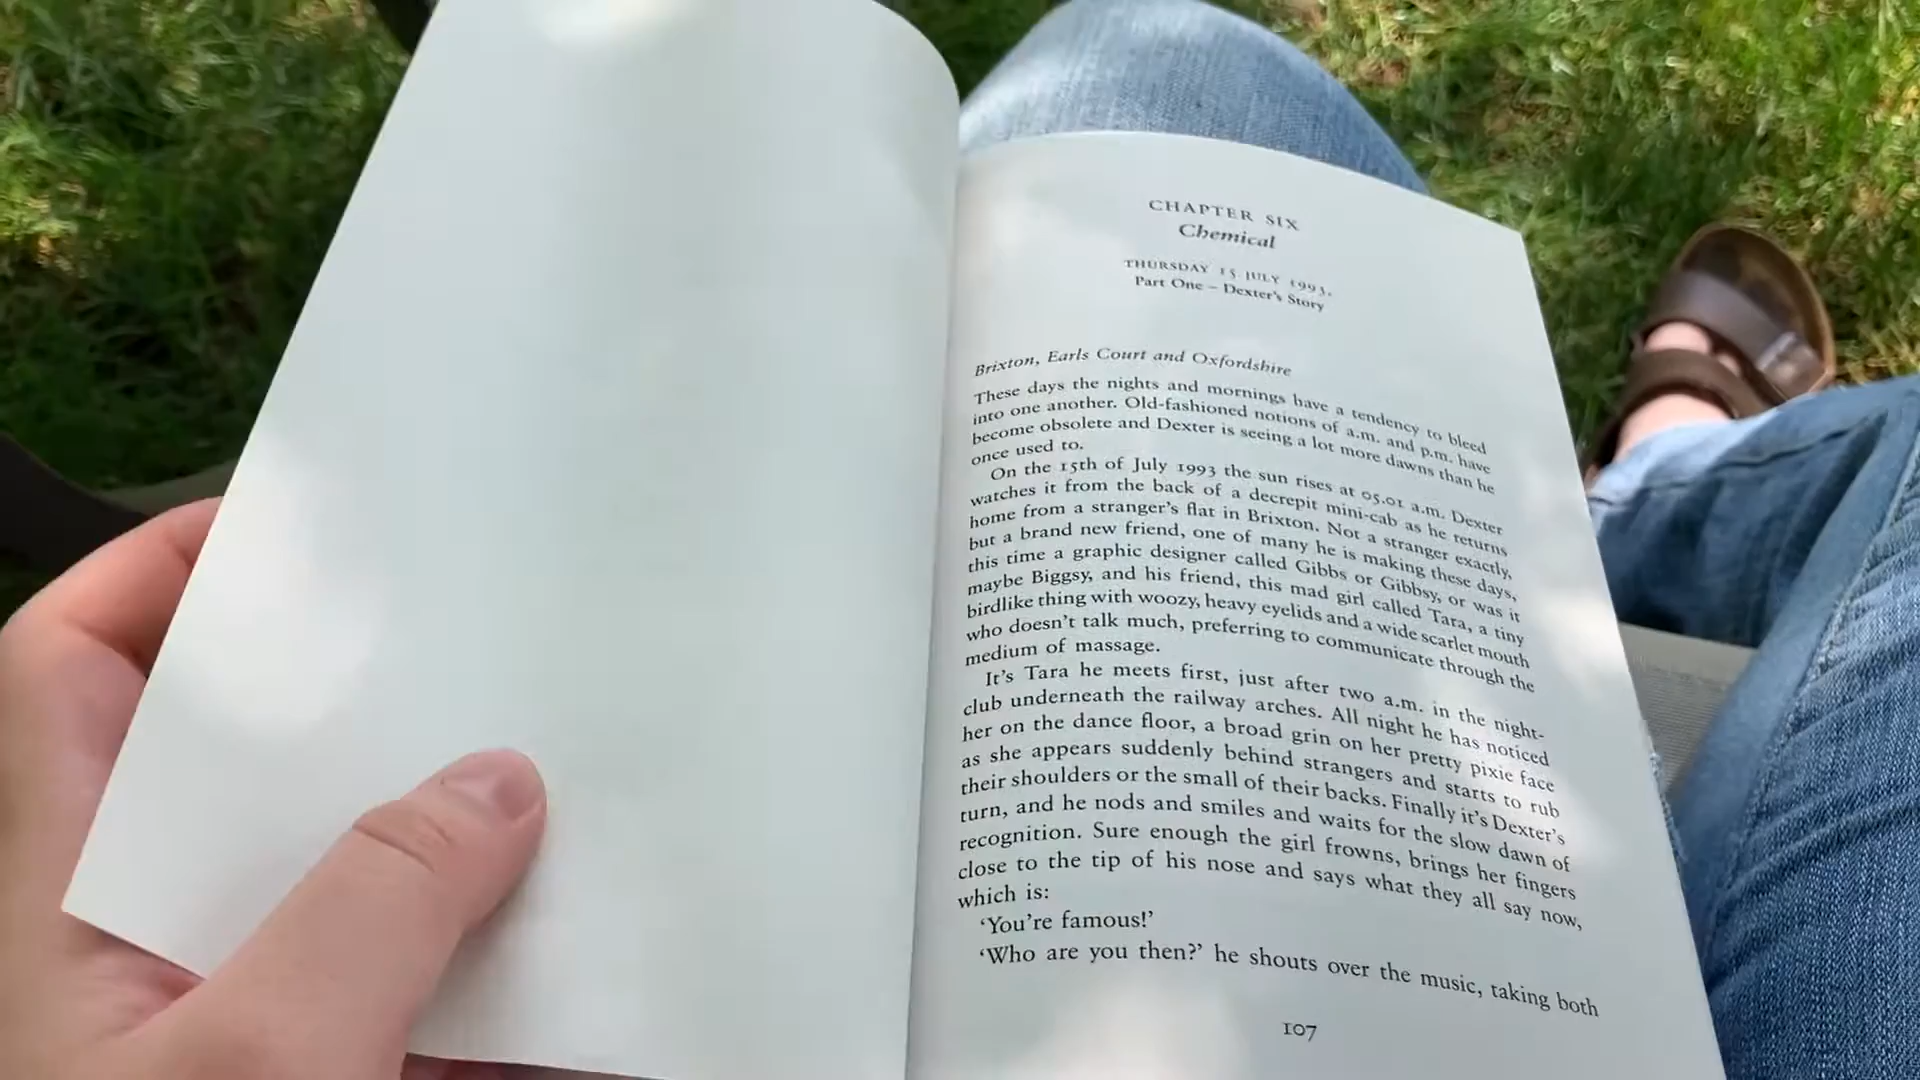 CHAPTER SIX
Chemical
THURSDAY 15 JULY 1993.
Part One – Dexter's Story
Brixton, Earls Court and Oxfordshire
These days the nights and mornings have a tendency to bleed
into one another. Old-fashioned notions of a.m. and p.m. have
become obsolete and Dexter is seeing a lot more dawns than he
once used to.
On the 15th of July 1993 the sun rises at 05.01 a.m. Dexter
watches it from the back of a decrepit mini-cab as he returns
home from a stranger's flat in Brixton. Not a stranger exactly,
but a brand new friend, one of many he is making these days,
this time a graphic designer called Gibbs or Gibbsy, or was it
maybe Biggsy, and his friend, this mad girl called Tara, a tiny
birdlike thing with woozy, heavy eyelids and a wide scarlet mouth
who doesn't talk much, preferring to communicate through the
medium of massage.
It's Tara he meets first, just after two a.m. in the night-
club underneath the railway arches. All night he has noticed
her on the dance floor, a broad grin on her pretty pixie face
as she appears suddenly behind strangers and starts to rub
their shoulders or the small of their backs. Finally it's Dexter's
turn, and he nods and smiles and waits for the slow dawn of
recognition. Sure enough the girl frowns, brings her fingers
close to the tip of his nose and says what they all say now,
which is:
'You're famous!'
'Who are you then?' he shouts over the music, taking both
107